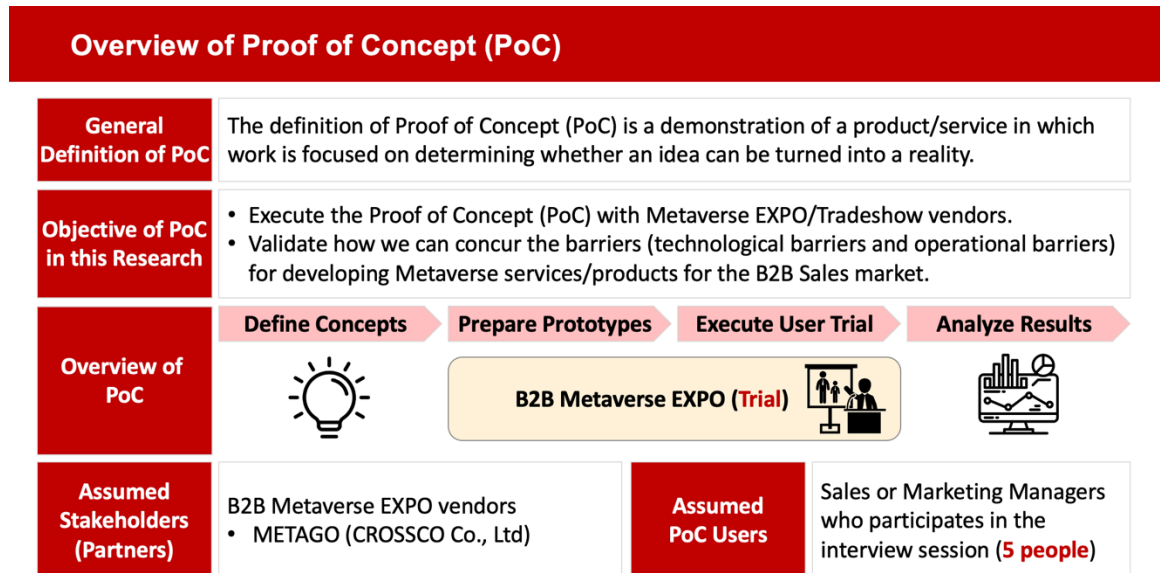 Overview of Proof of Concept (PoC)
General
Definition of PoC
The definition of Proof of Concept (PoC) is a demonstration of a product/service in which
work is focused on determining whether an idea can be turned into a reality.
Objective of PoC
in this Research
• Execute the Proof of Concept (PoC) with Metaverse EXPO/Tradeshow vendors.
• Validate how we can concur the barriers (technological barriers and operational barriers)
for developing Metaverse services/products for the B2B Sales market.
Overview of
PoC
Define Concepts
Prepare Prototypes
Execute User Trial
Analyze Results
B2B Metaverse EXPO (Trial)
Assumed
Stakeholders
(Partners)
B2B Metaverse EXPO vendors
• METAGO (CROSSCO Co., Ltd)
Assumed
PoC Users
Sales or Marketing Managers
who participates in the
interview session (5 people)